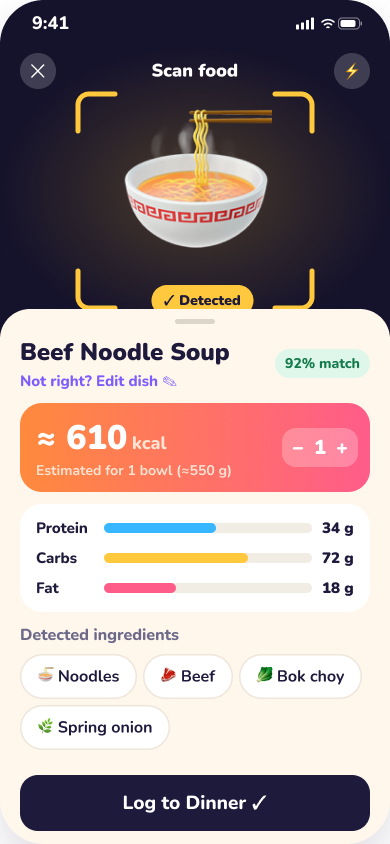 9:41
Scan food
✓ Detected
Beef Noodle Soup
92% match
Not right? Edit dish ✎
≈ 610 kcal
− 1 +
Estimated for 1 bowl (≈550 g)
Protein 34 g
Carbs 72 g
Fat 18 g
Detected ingredients
Noodles
Beef
Bok choy
Spring onion
Log to Dinner ✓